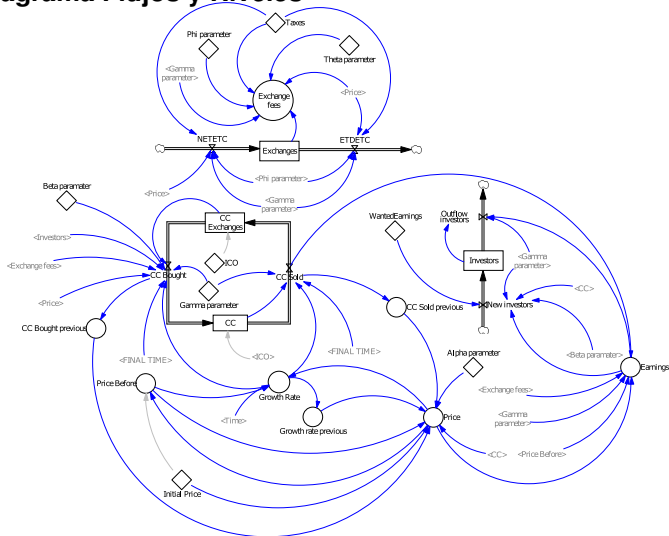 agrama Flujos y Niveles
Taxes
Phi parameter
Theta parameter
<Gamma
parameter>
<Price>
Exchange
fees
NETETC
ETDETC
Exchanges
<Phi parameter>
<Gamma
parameter>
<Price>
Beta paramater
CC
Exchanges
WantedEarnings
Outflow
investors
<Investors>
ICO
Investors
<Gamma
parameter>
<Exchange fees>
CC Bought
CC Sold
<CC>
Gamma parameter
<Price>
CC Sold previous
New investors
CC Bought previous
CC
<FINAL TIME>
<ICO>
<FINAL TIME>
<Beta paramater>
Alpha parameter
Earnings
Price Before
Growth Rate
<Exchange fees>
<Time>
Growth rate previous
Price
<Gamma
parameter>
<CC>
<Price Before>
Initial Price